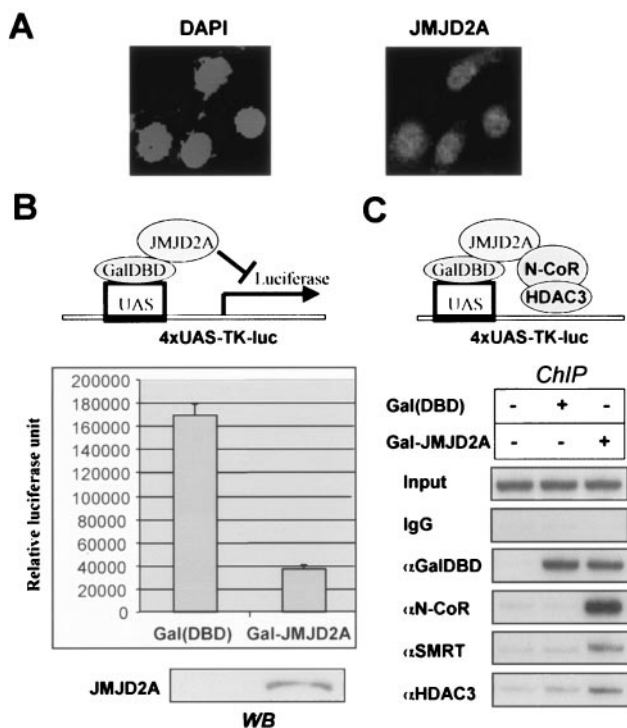 A
DAPI
JMJD2A
B
JMJD2A
GalDBD
Luciferase
UAS
4xUAS-TK-luc
200000
180000
160000
140000
120000
100000
80000
60000
40000
20000
0
Relative luciferase unit
Gal(DBD) Gal-JMJD2A
JMJD2A
WB
C
JMJD2A
GalDBD
N-CoR
UAS
HDAC3
4xUAS-TK-luc
ChIP
Gal(DBD) - + -
Gal-JMJD2A - - +
Input
IgG
αGalDBD
αN-CoR
αSMRT
αHDAC3